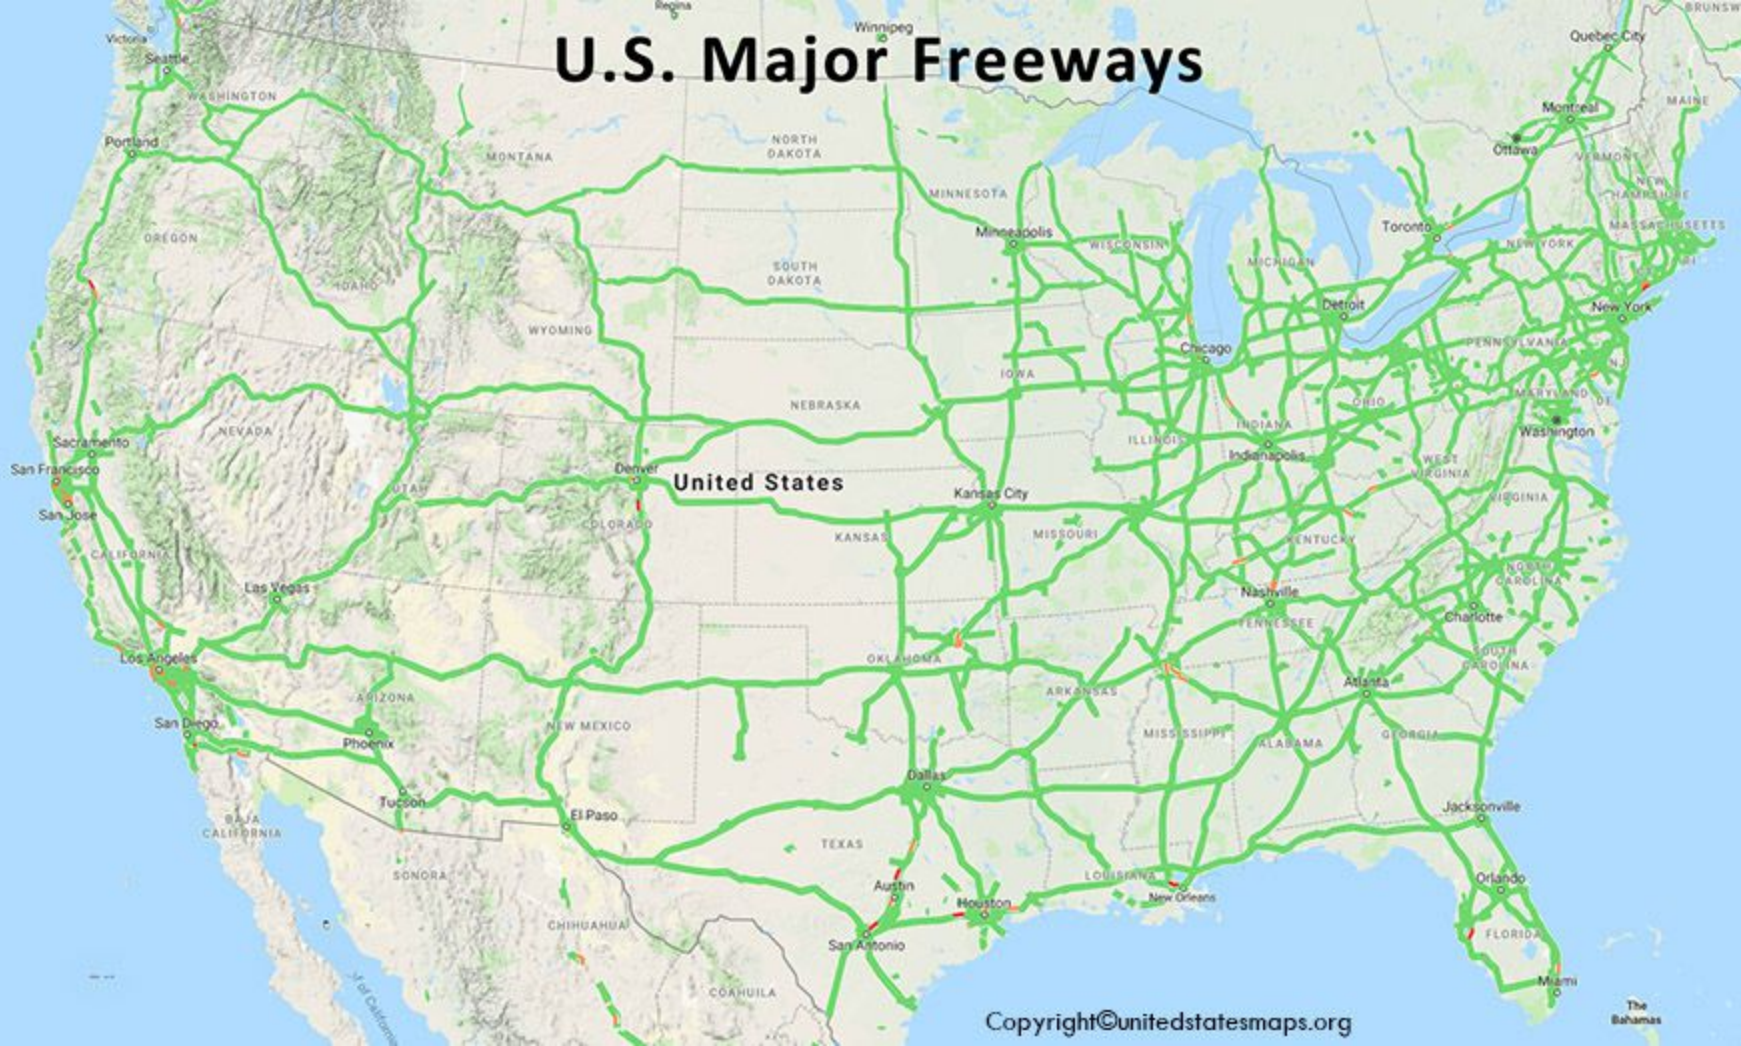 Regina
BRUNSW
Victoria
Winnipeg
U.S. Major Freeways
Quebec City
Seattle
WASHINGTON
Montreal
MAINE
Portland
NORTH
DAKOTA
Ottawa
MONTANA
VERMONT
MINNESOTA
NEW
HAMPSHIRE
Toronto
MASSACHUSETTS
Minneapolis
OREGON
WISCONSIN
NEW YORK
MICHIGAN
RI
SOUTH
DAKOTA
IDAHO
Detroit
New York
WYOMING
Chicago
PENNSYLVANIA
NJ
IOWA
MARYLAND
DE
NEBRASKA
OHIO
NEVADA
INDIANA
Washington
Sacramento
ILLINOIS
Indianapolis
San Francisco
WEST
VIRGINIA
Denver
United States
UTAH
Kansas City
VIRGINIA
San Jose
COLORADO
KANSAS
MISSOURI
KENTUCKY
CALIFORNIA
NORTH
CAROLINA
Las Vegas
Nashville
Charlotte
TENNESSEE
Los Angeles
OKLAHOMA
SOUTH
CAROLINA
Atlanta
ARIZONA
ARKANSAS
San Diego
NEW MEXICO
MISSISSIPPI
GEORGIA
Phoenix
ALABAMA
Dallas
Tucson
Jacksonville
El Paso
BAJA
CALIFORNIA
TEXAS
SONORA
LOUISIANA
Orlando
Austin
New Orleans
Houston
CHIHUAHUA
FLORIDA
San Antonio
Miami
COAHUILA
f of California
The
Bahamas
Copyright©unitedstatesmaps.org